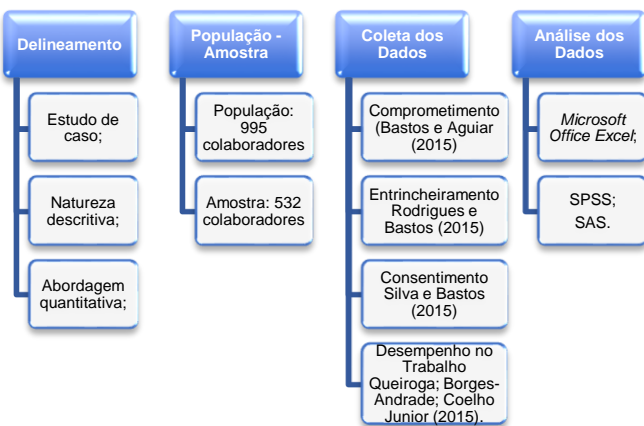 Delineamento
Estudo de
caso;
Natureza
descritiva;
Abordagem
quantitativa;
População -
Amostra
População:
995
colaboradores
Amostra: 532
colaboradores
Coleta dos
Dados
Comprometimento
(Bastos e Aguiar
(2015)
Entrincheiramento
Rodrigues e
Bastos (2015)
Consentimento
Silva e Bastos
(2015)
Desempenho no
Trabalho
Queiroga; Borges-
Andrade; Coelho
Junior (2015).
Análise dos
Dados
Microsoft
Office Excel;
SPSS;
SAS.